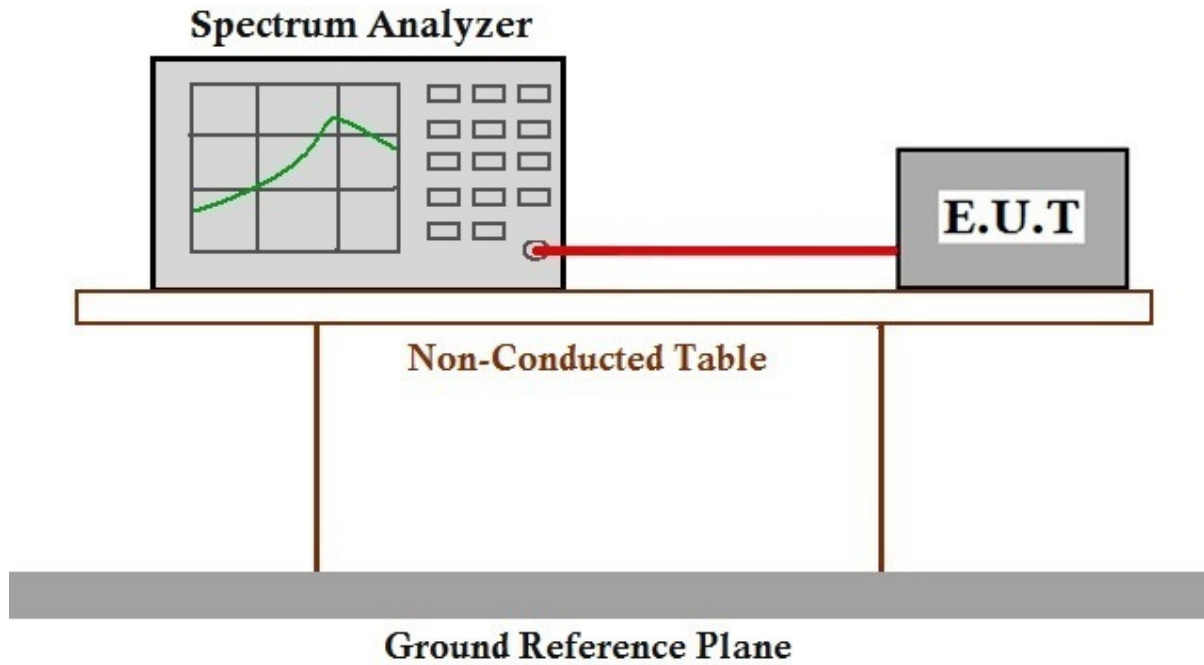 Spectrum Analyzer
E.U.T
Non-Conducted Table
Ground Reference Plane